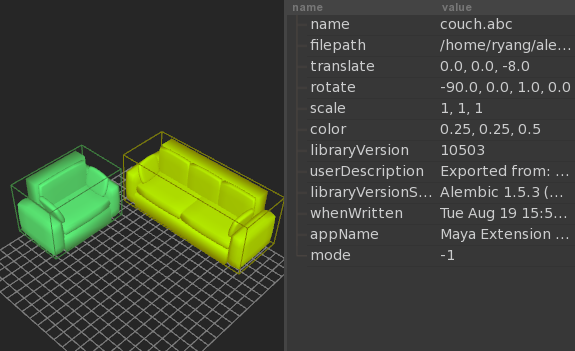 name value
name couch.abc
filepath /home/ryang/ale...
translate 0.0, 0.0, -8.0
rotate -90.0, 0.0, 1.0, 0.0
scale 1, 1, 1
color 0.25, 0.25, 0.5
libraryVersion 10503
userDescription Exported from: ...
libraryVersionS... Alembic 1.5.3 (...
whenWritten Tue Aug 19 15:5...
appName Maya Extension ...
mode -1